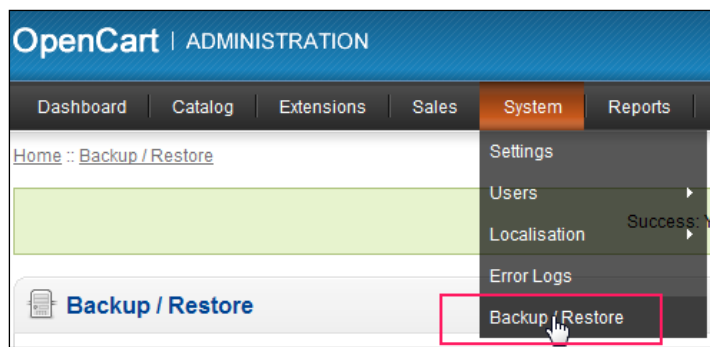 OpenCart | ADMINISTRATION
Dashboard Catalog Extensions Sales System Reports
Home :: Backup / Restore
Settings
Users
Success: Y
Localisation
Error Logs
Backup / Restore
Backup / Restore